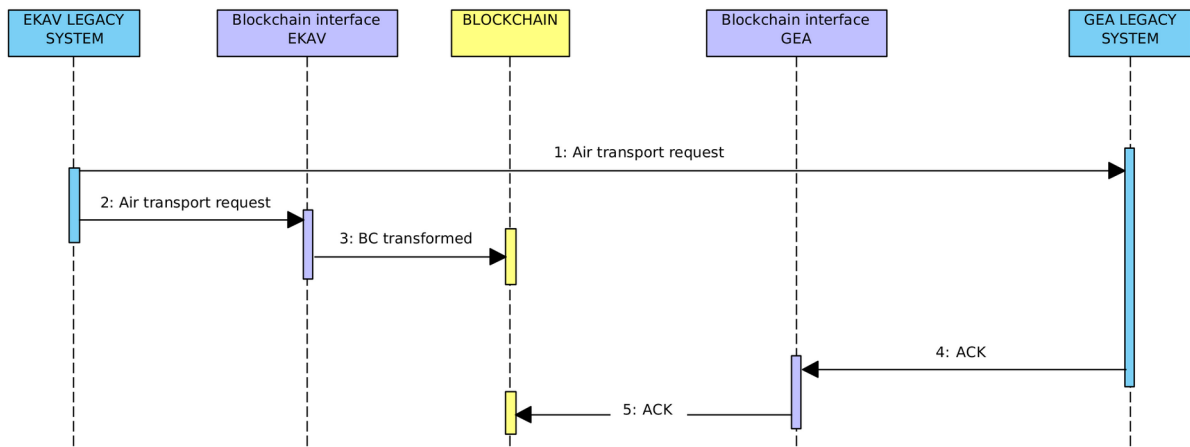 EKAV LEGACY
SYSTEM
Blockchain interface
EKAV
BLOCKCHAIN
Blockchain interface
GEA
GEA LEGACY
SYSTEM
1: Air transport request
2: Air transport request
3: BC transformed
4: ACK
5: ACK